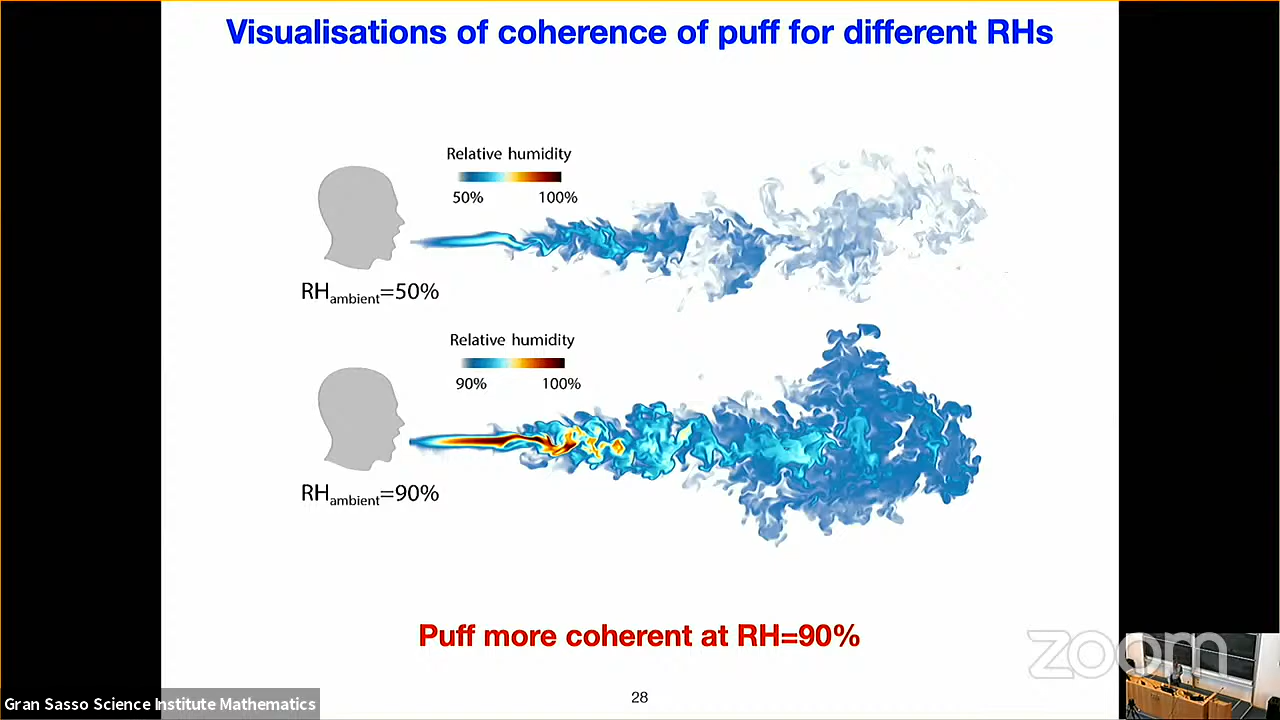 Visualisations of coherence of puff for different RHs
Relative humidity
50% 100%
RHambient=50%
Relative humidity
90% 100%
RHambient=90%
Puff more coherent at RH=90%
zoom
28
Gran Sasso Science Institute Mathematics